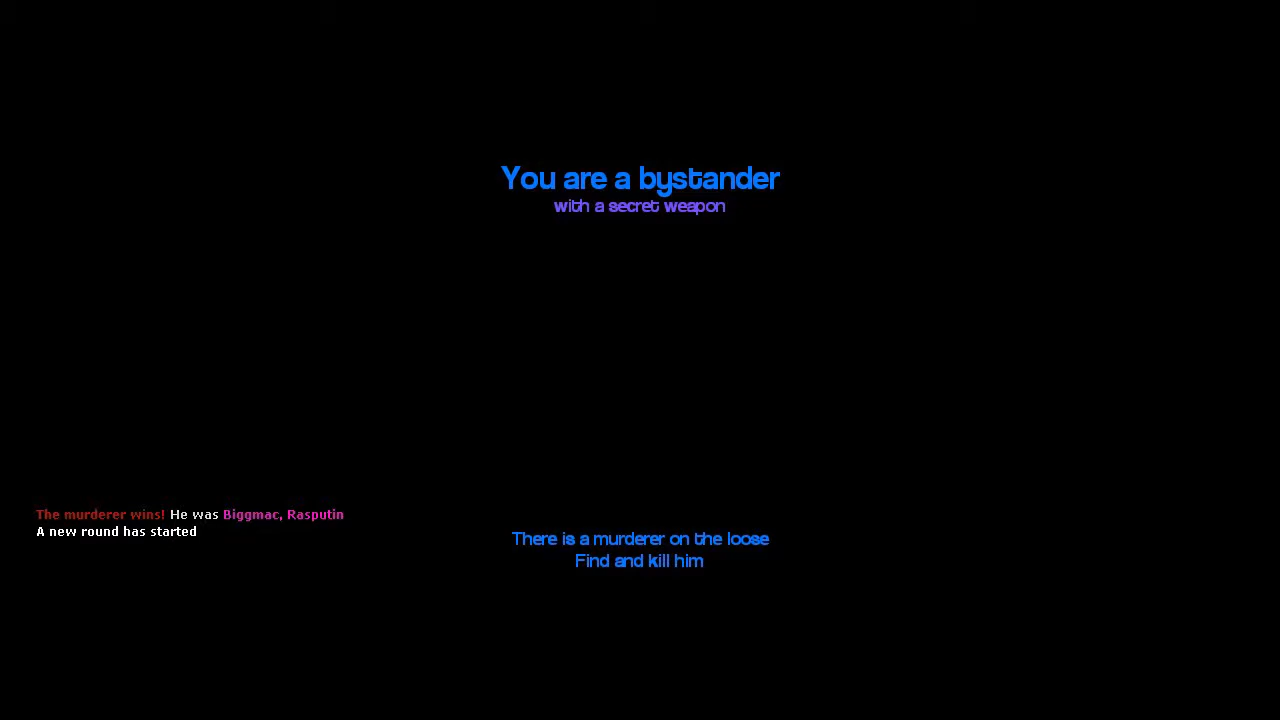 You are a bystander
with a secret weapon
The murderer wins! He was Biggmac, Rasputin
A new round has started
There is a murderer on the loose
Find and kill him